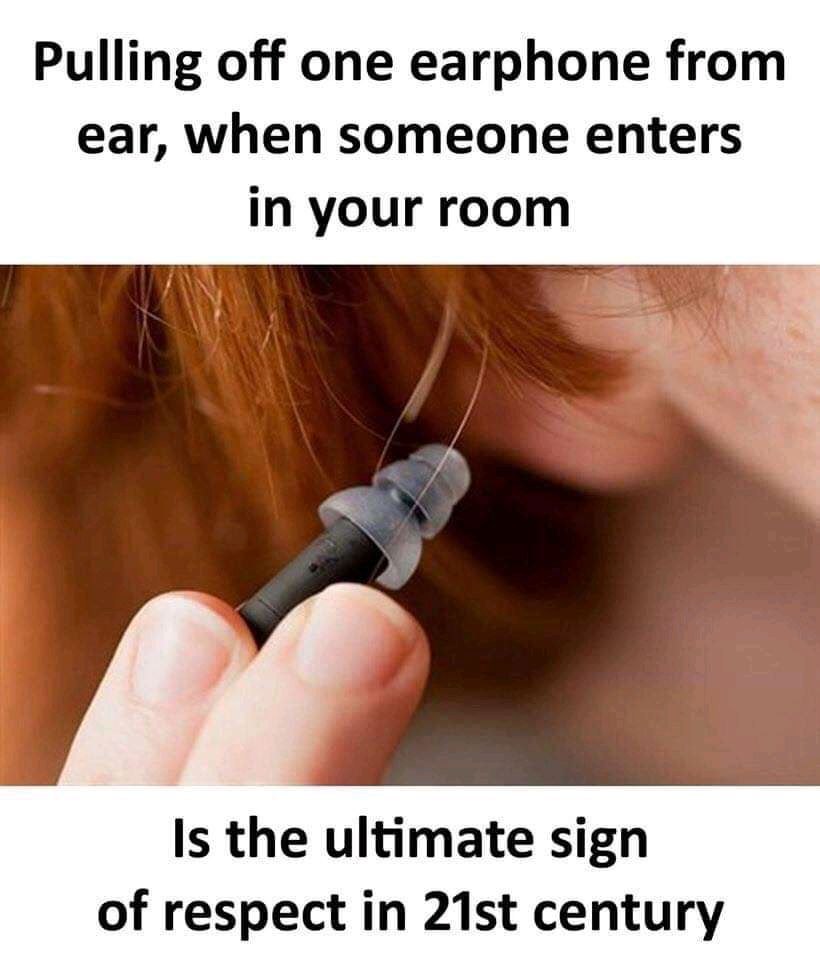 Pulling off one earphone from
ear, when someone enters
in your room
Is the ultimate sign
of respect in 21st century